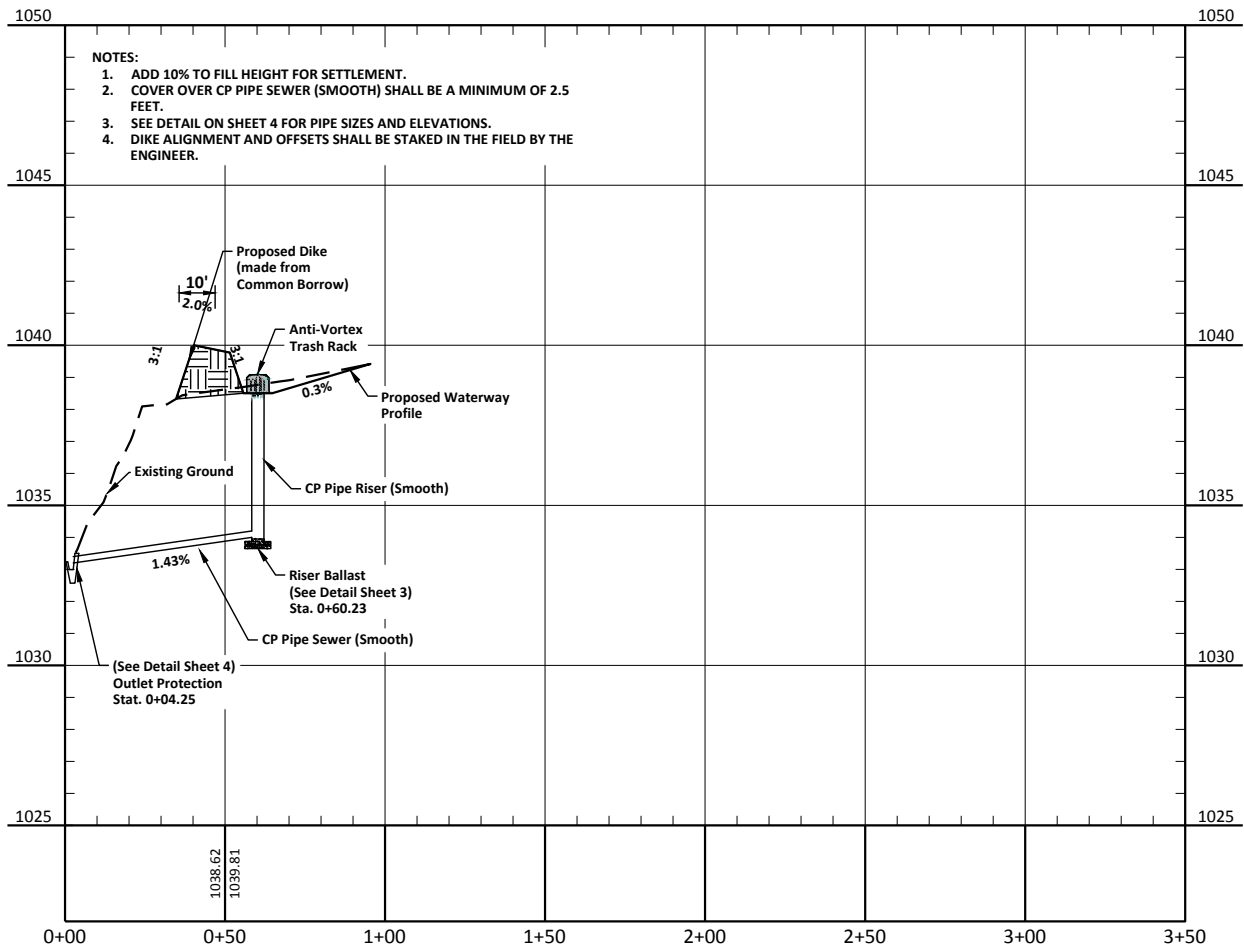 1050
1050
NOTES:
1. ADD 10% TO FILL HEIGHT FOR SETTLEMENT.
2. COVER OVER CP PIPE SEWER (SMOOTH) SHALL BE A MINIMUM OF 2.5
FEET.
3. SEE DETAIL ON SHEET 4 FOR PIPE SIZES AND ELEVATIONS.
4. DIKE ALIGNMENT AND OFFSETS SHALL BE STAKED IN THE FIELD BY THE
ENGINEER.
1045
1045
Proposed Dike
(made from
Common Borrow)
10'
2.0%
1040
1040
3:1
3:1
Anti-Vortex
Trash Rack
0.3%
Proposed Waterway
Profile
Existing Ground
CP Pipe Riser (Smooth)
1035
1035
1.43%
Riser Ballast
(See Detail Sheet 3)
Sta. 0+60.23
CP Pipe Sewer (Smooth)
1030
1030
(See Detail Sheet 4)
Outlet Protection
Stat. 0+04.25
1025
1025
1038.62
1039.81
0+00
0+50
1+00
1+50
2+00
2+50
3+00
3+50